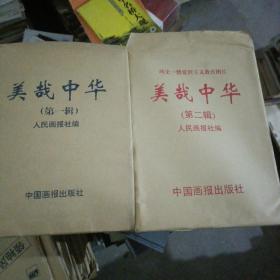 美哉中华
(第一辑)
人民画报社编
中国画报出版社
美哉中华
(第二辑)
人民画报社编
中国画报出版社